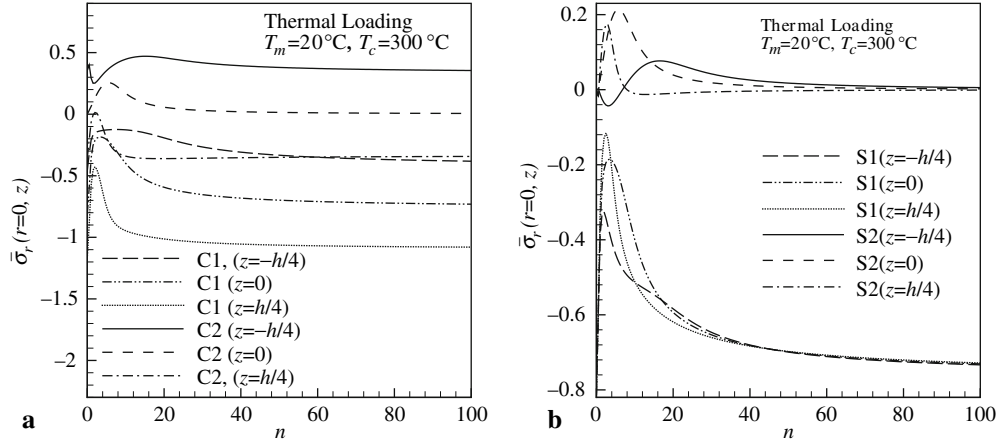 Thermal Loading
T_m=20°C, T_c=300 °C
0.5
0
−0.5
−1
−1.5
−2
σ̄_r (r=0, z)
C1, (z=−h/4)
C1 (z=0)
C1 (z=h/4)
C2 (z=−h/4)
C2 (z=0)
C2, (z=h/4)
0 20 40 60 80 100
n
a
Thermal Loading
T_m=20°C, T_c=300 °C
0.2
0
−0.2
−0.4
−0.6
−0.8
σ̄_r (r=0, z)
S1(z=−h/4)
S1(z=0)
S1(z=h/4)
S2(z=−h/4)
S2(z=0)
S2(z=h/4)
0 20 40 60 80 100
n
b